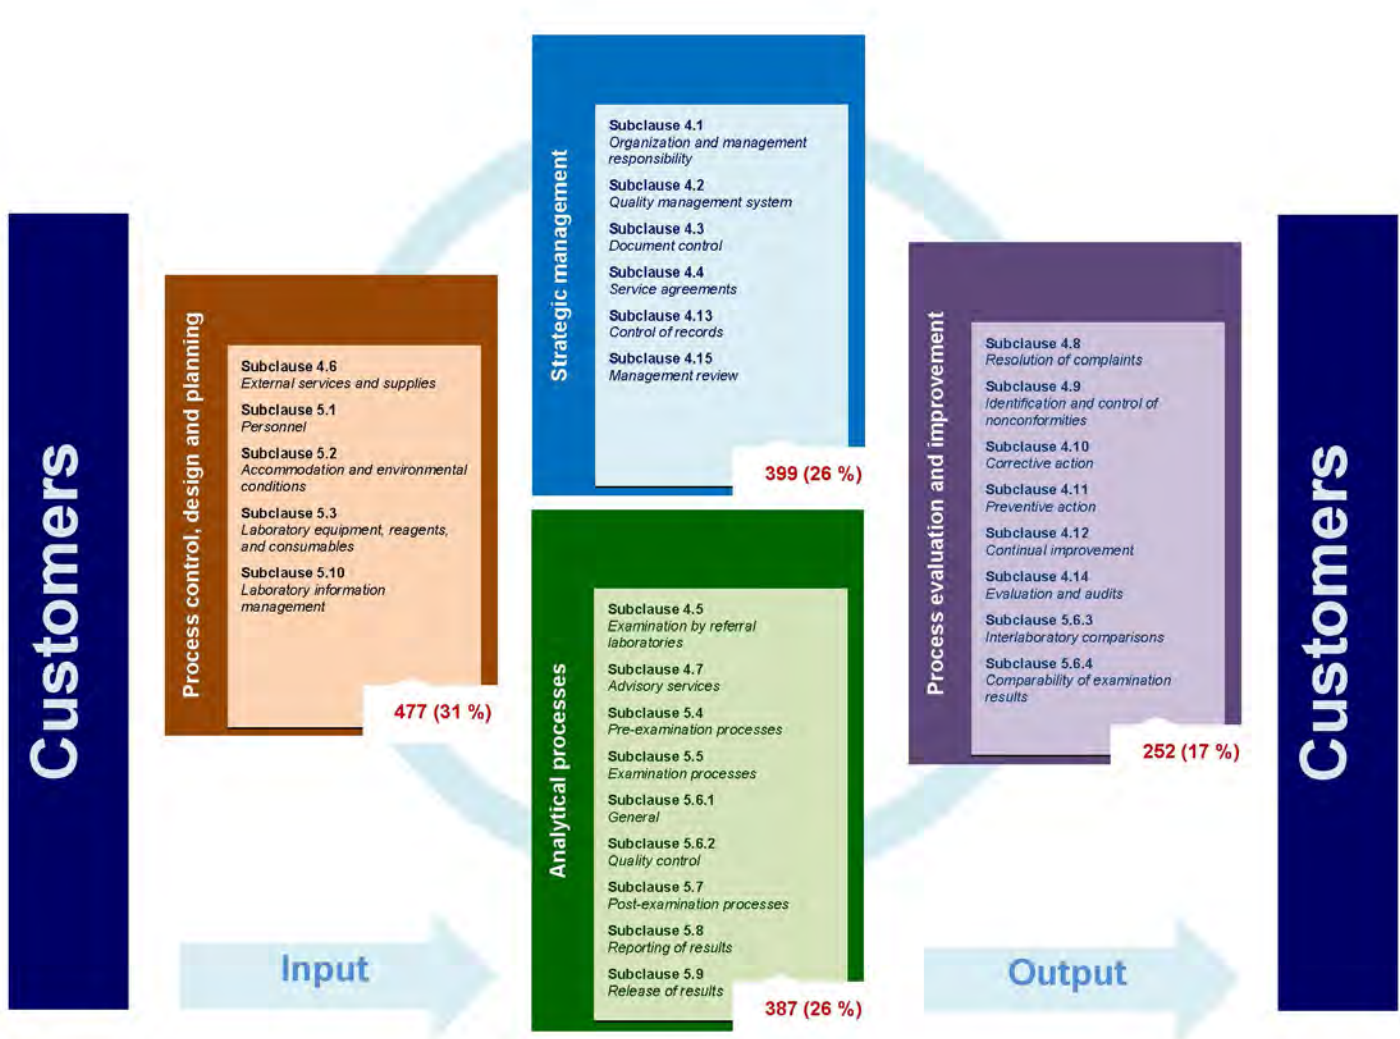 Customers
Process control, design and planning
Subclause 4.6
External services and supplies
Subclause 5.1
Personnel
Subclause 5.2
Accommodation and environmental
conditions
Subclause 5.3
Laboratory equipment, reagents,
and consumables
Subclause 5.10
Laboratory information
management
477 (31 %)
Strategic management
Subclause 4.1
Organization and management
responsibility
Subclause 4.2
Quality management system
Subclause 4.3
Document control
Subclause 4.4
Service agreements
Subclause 4.13
Control of records
Subclause 4.15
Management review
399 (26 %)
Analytical processes
Subclause 4.5
Examination by referral
laboratories
Subclause 4.7
Advisory services
Subclause 5.4
Pre-examination processes
Subclause 5.5
Examination processes
Subclause 5.6.1
General
Subclause 5.6.2
Quality control
Subclause 5.7
Post-examination processes
Subclause 5.8
Reporting of results
Subclause 5.9
Release of results
387 (26 %)
Process evaluation and improvement
Subclause 4.8
Resolution of complaints
Subclause 4.9
Identification and control of
nonconformities
Subclause 4.10
Corrective action
Subclause 4.11
Preventive action
Subclause 4.12
Continual improvement
Subclause 4.14
Evaluation and audits
Subclause 5.6.3
Interlaboratory comparisons
Subclause 5.6.4
Comparability of examination
results
252 (17 %)
Customers
Input
Output